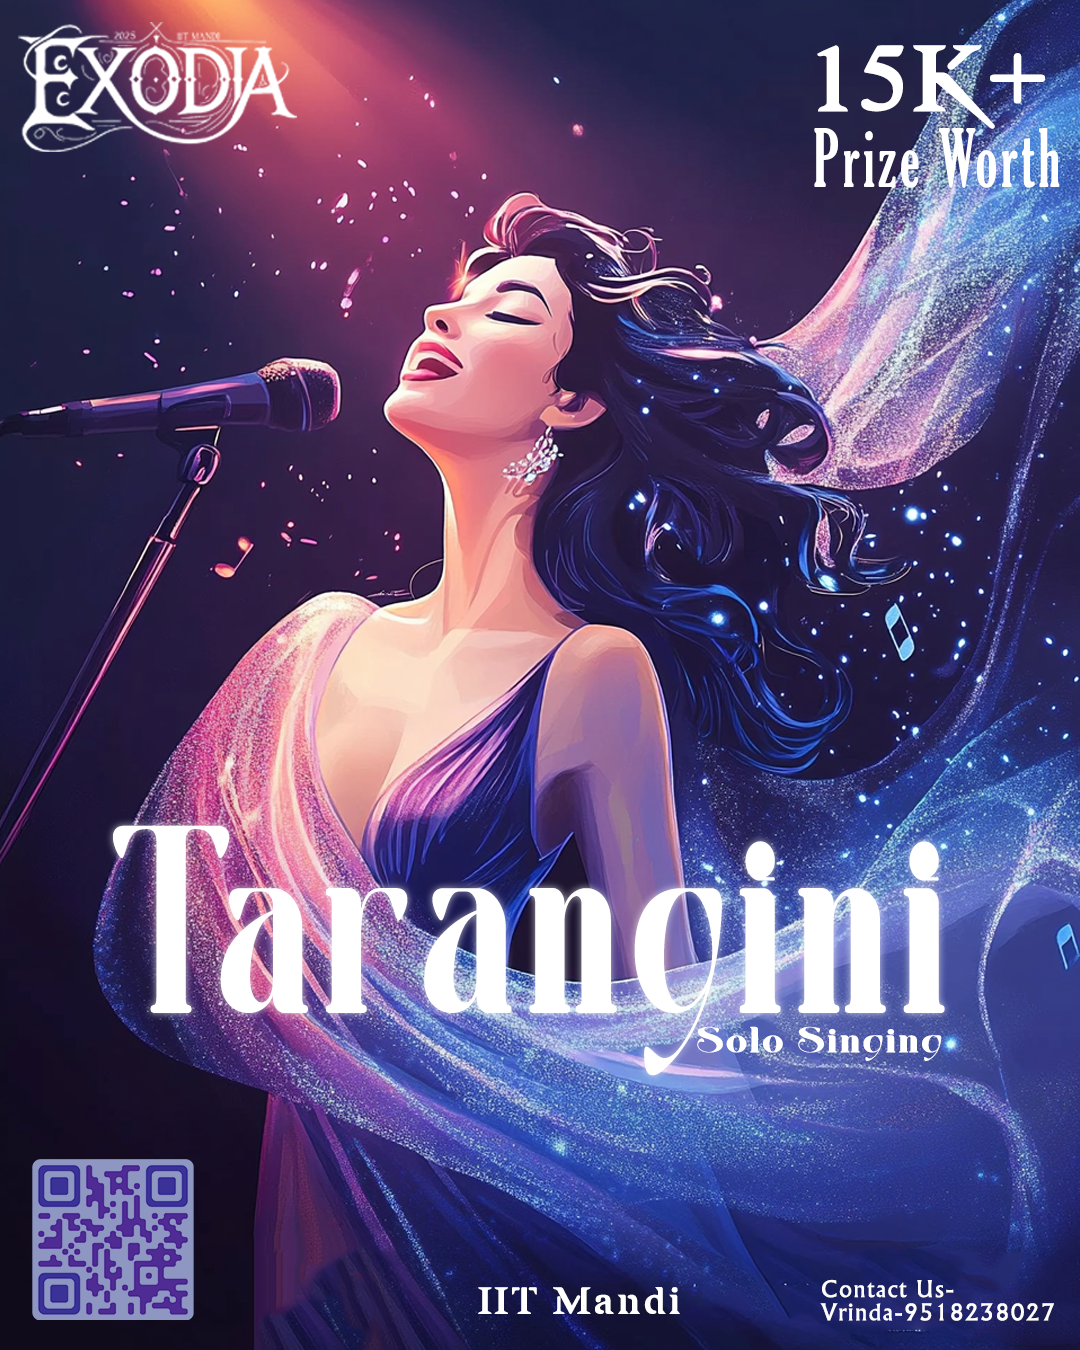 2025 IIT MANDI
EXODIA
15K+
Prize Worth
Tarangini
Solo Singing
IIT Mandi
Contact Us-
Vrinda-9518238027